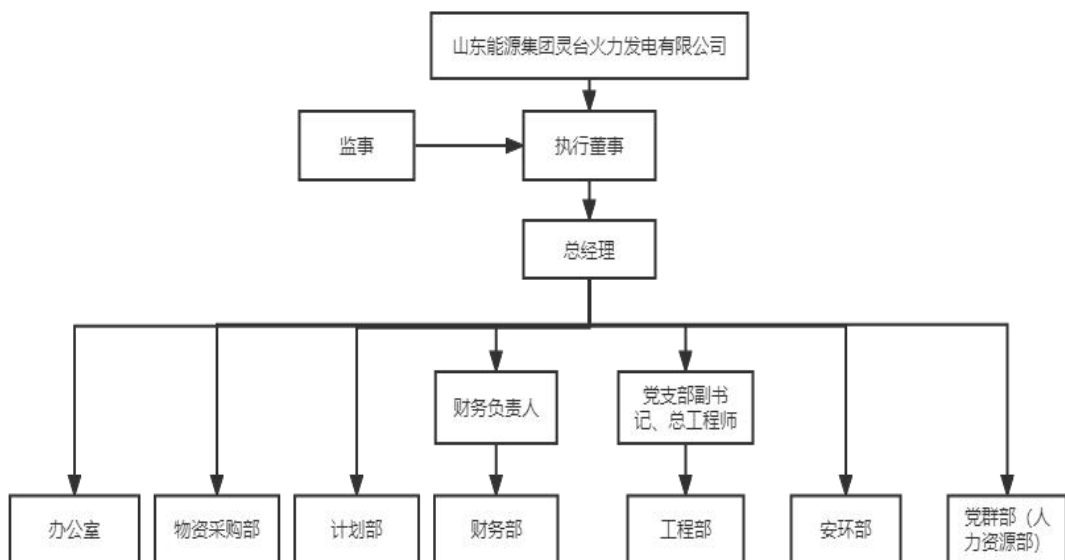 山东能源集团灵台火力发电有限公司
监事
执行董事
总经理
财务负责人
党支部副书
记、总工程师
办公室
物资采购部
计划部
财务部
工程部
安环部
党群部（人
力资源部）